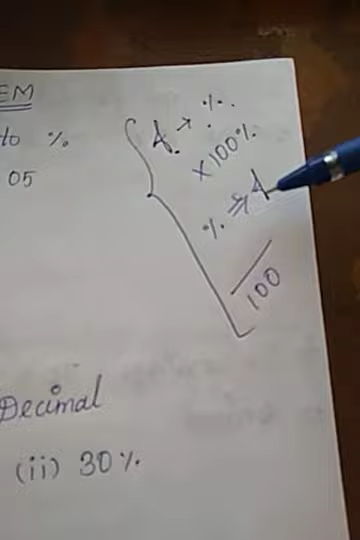 EM
to %
05
→ %.
×100%.
% ⇒
100
Decimal
(ii) 30%.